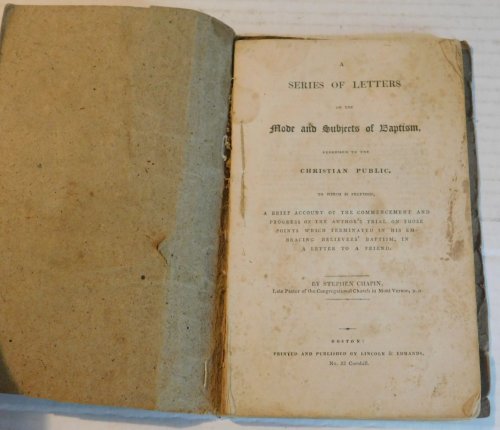 A
SERIES OF LETTERS
ON THE
Mode and Subjects of Baptism,
ADDRESSED TO THE
CHRISTIAN PUBLIC,
TO WHICH IS PREFIXED,
A BRIEF ACCOUNT OF THE COMMENCEMENT AND
PROGRESS OF THE AUTHOR'S TRIAL ON THOSE
POINTS WHICH TERMINATED IN HIS EM-
BRACING BELIEVERS' BAPTISM; IN
A LETTER TO A FRIEND.
BY STEPHEN CHAPIN,
Late Pastor of the Congregational Church in Mont Vernon, N.H
BOSTON:
PRINTED AND PUBLISHED BY LINCOLN & EDMANDS,
No. 53 Cornhill.